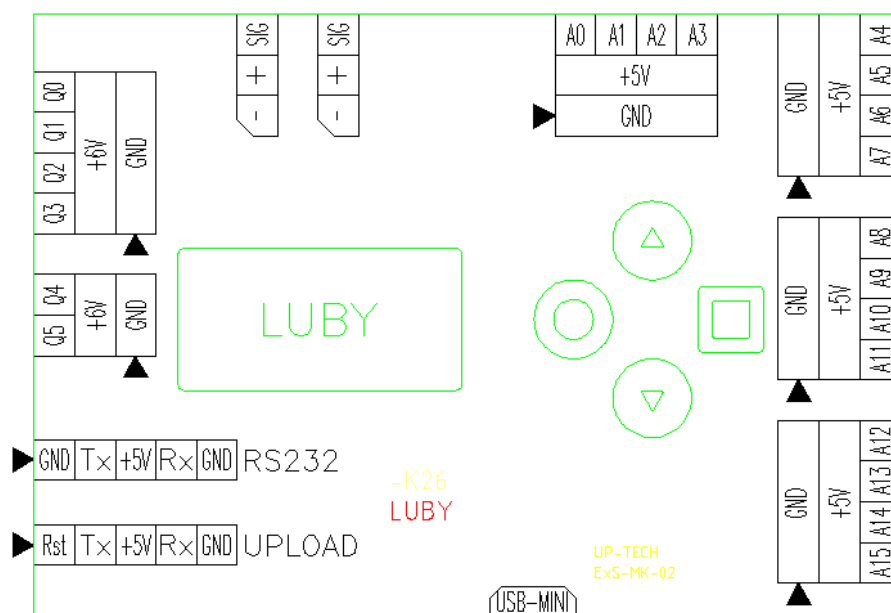 SIG
+
-
SIG
+
-
A0 A1 A2 A3
+5V
GND
GND
+5V
A4
A5
A6
A7
Q0
Q1
Q2
Q3
+6V
GND
Q4
Q5
+6V
GND
LUBY
GND
+5V
A8
A9
A10
A11
GND Tx +5V Rx GND RS232
-K26
LUBY
Rst Tx +5V Rx GND UPLOAD
UP-TECH
ExS-MK-02
USB-MINI
GND
+5V
A12
A13
A14
A15